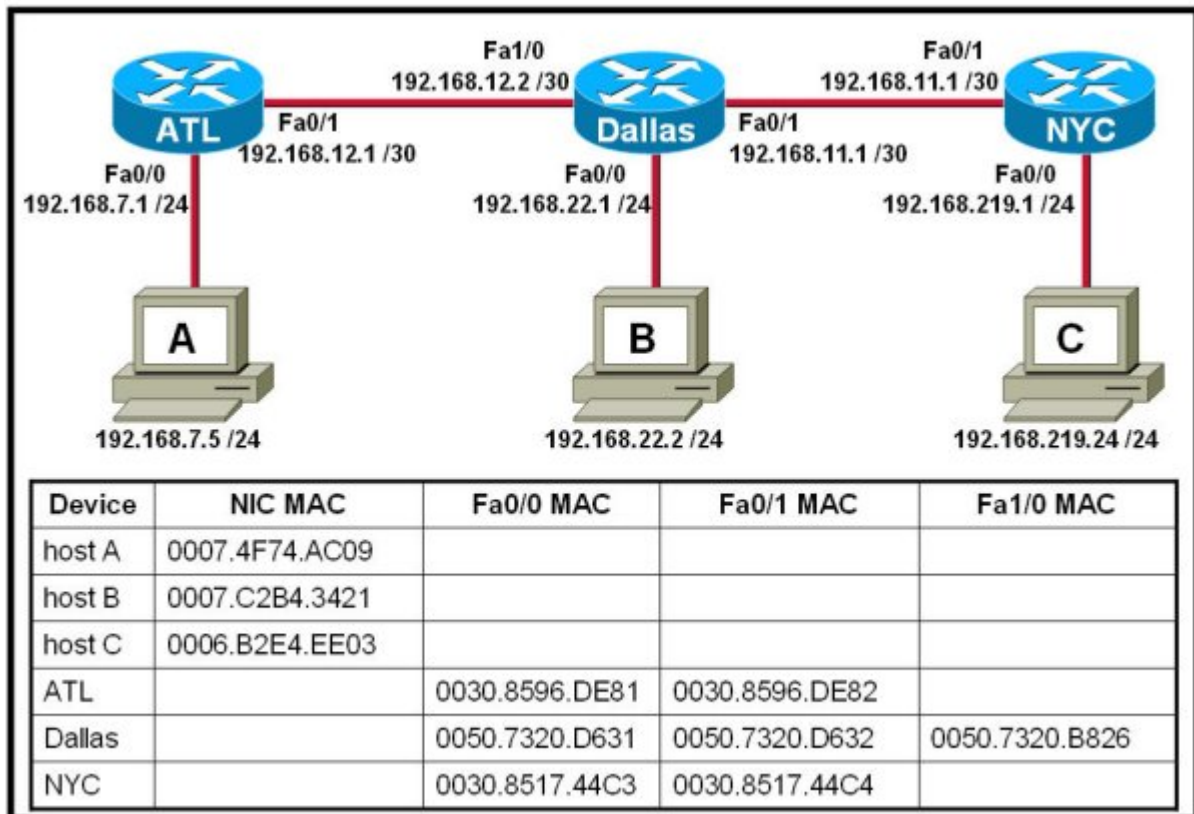 Fa1/0
192.168.12.2 /30
Fa0/1
192.168.11.1 /30
ATL
Dallas
NYC
Fa0/1
192.168.12.1 /30
Fa0/1
192.168.11.1 /30
Fa0/0
192.168.7.1 /24
Fa0/0
192.168.22.1 /24
Fa0/0
192.168.219.1 /24
A
B
C
192.168.7.5 /24
192.168.22.2 /24
192.168.219.24 /24
Device NIC MAC Fa0/0 MAC Fa0/1 MAC Fa1/0 MAC
host A 0007.4F74.AC09
host B 0007.C2B4.3421
host C 0006.B2E4.EE03
ATL 0030.8596.DE81 0030.8596.DE82
Dallas 0050.7320.D631 0050.7320.D632 0050.7320.B826
NYC 0030.8517.44C3 0030.8517.44C4